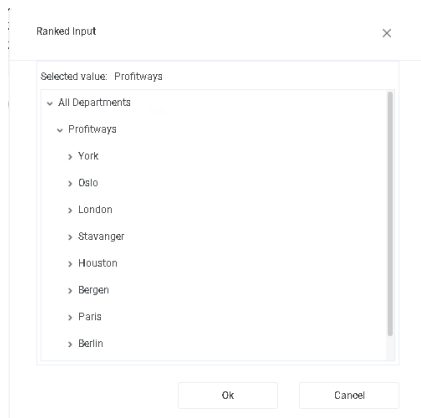 Ranked Input
Selected value: Profitways
All Departments
Profitways
York
Oslo
London
Stavanger
Houston
Bergen
Paris
Berlin
Ok
Cancel